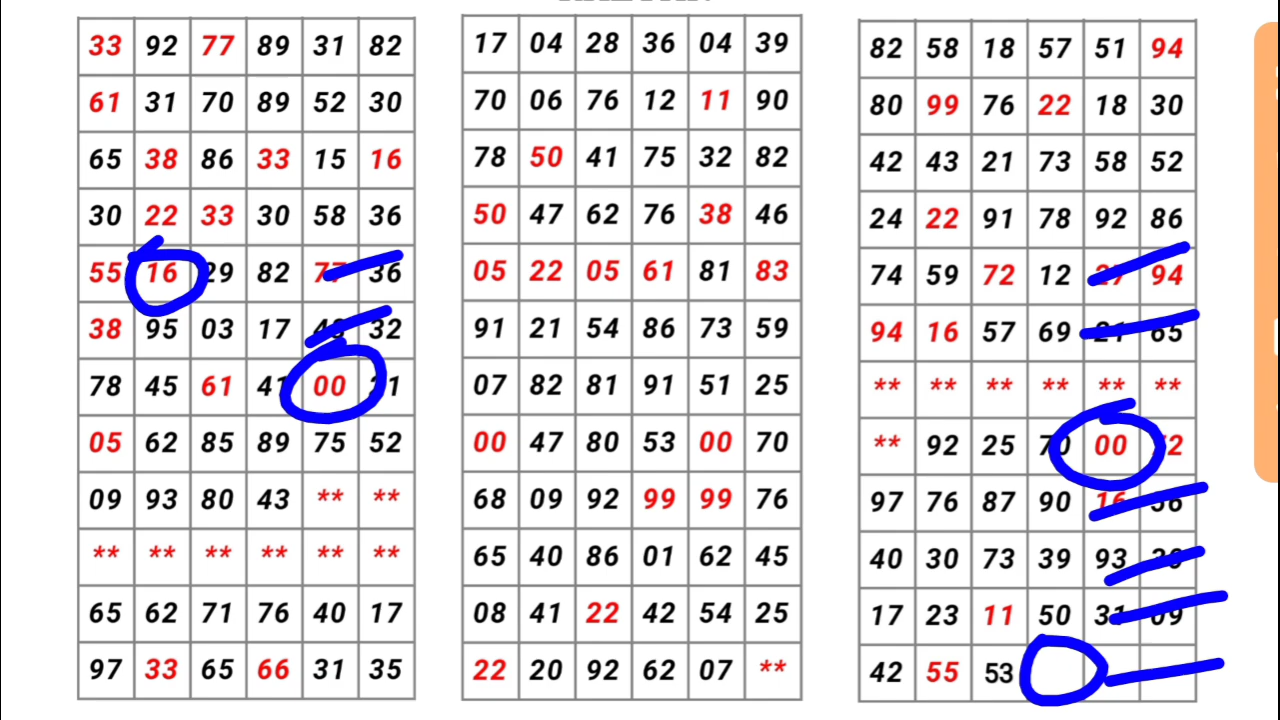 33 92 77 89 31 82
61 31 70 89 52 30
65 38 86 33 15 16
30 22 33 30 58 36
55 16 29 82 77 36
38 95 03 17 32
78 45 61 41 00
05 62 85 89 75 52
09 93 80 43 ** **
** ** ** ** ** **
65 62 71 76 40 17
97 33 65 66 31 35
17 04 28 36 04 39
70 06 76 12 11 90
78 50 41 75 32 82
50 47 62 76 38 46
05 22 05 61 81 83
91 21 54 86 73 59
07 82 81 91 51 25
00 47 80 53 00 70
68 09 92 99 99 76
65 40 86 01 62 45
08 41 22 42 54 25
22 20 92 62 07 **
82 58 18 57 51 94
80 99 76 22 18 30
42 43 21 73 58 52
24 22 91 78 92 86
74 59 72 12 27 94
94 16 57 69 21 65
** ** ** ** ** **
** 92 25 70 00
97 76 87 90 16
40 30 73 39 93
17 23 11 50 31 09
42 55 53